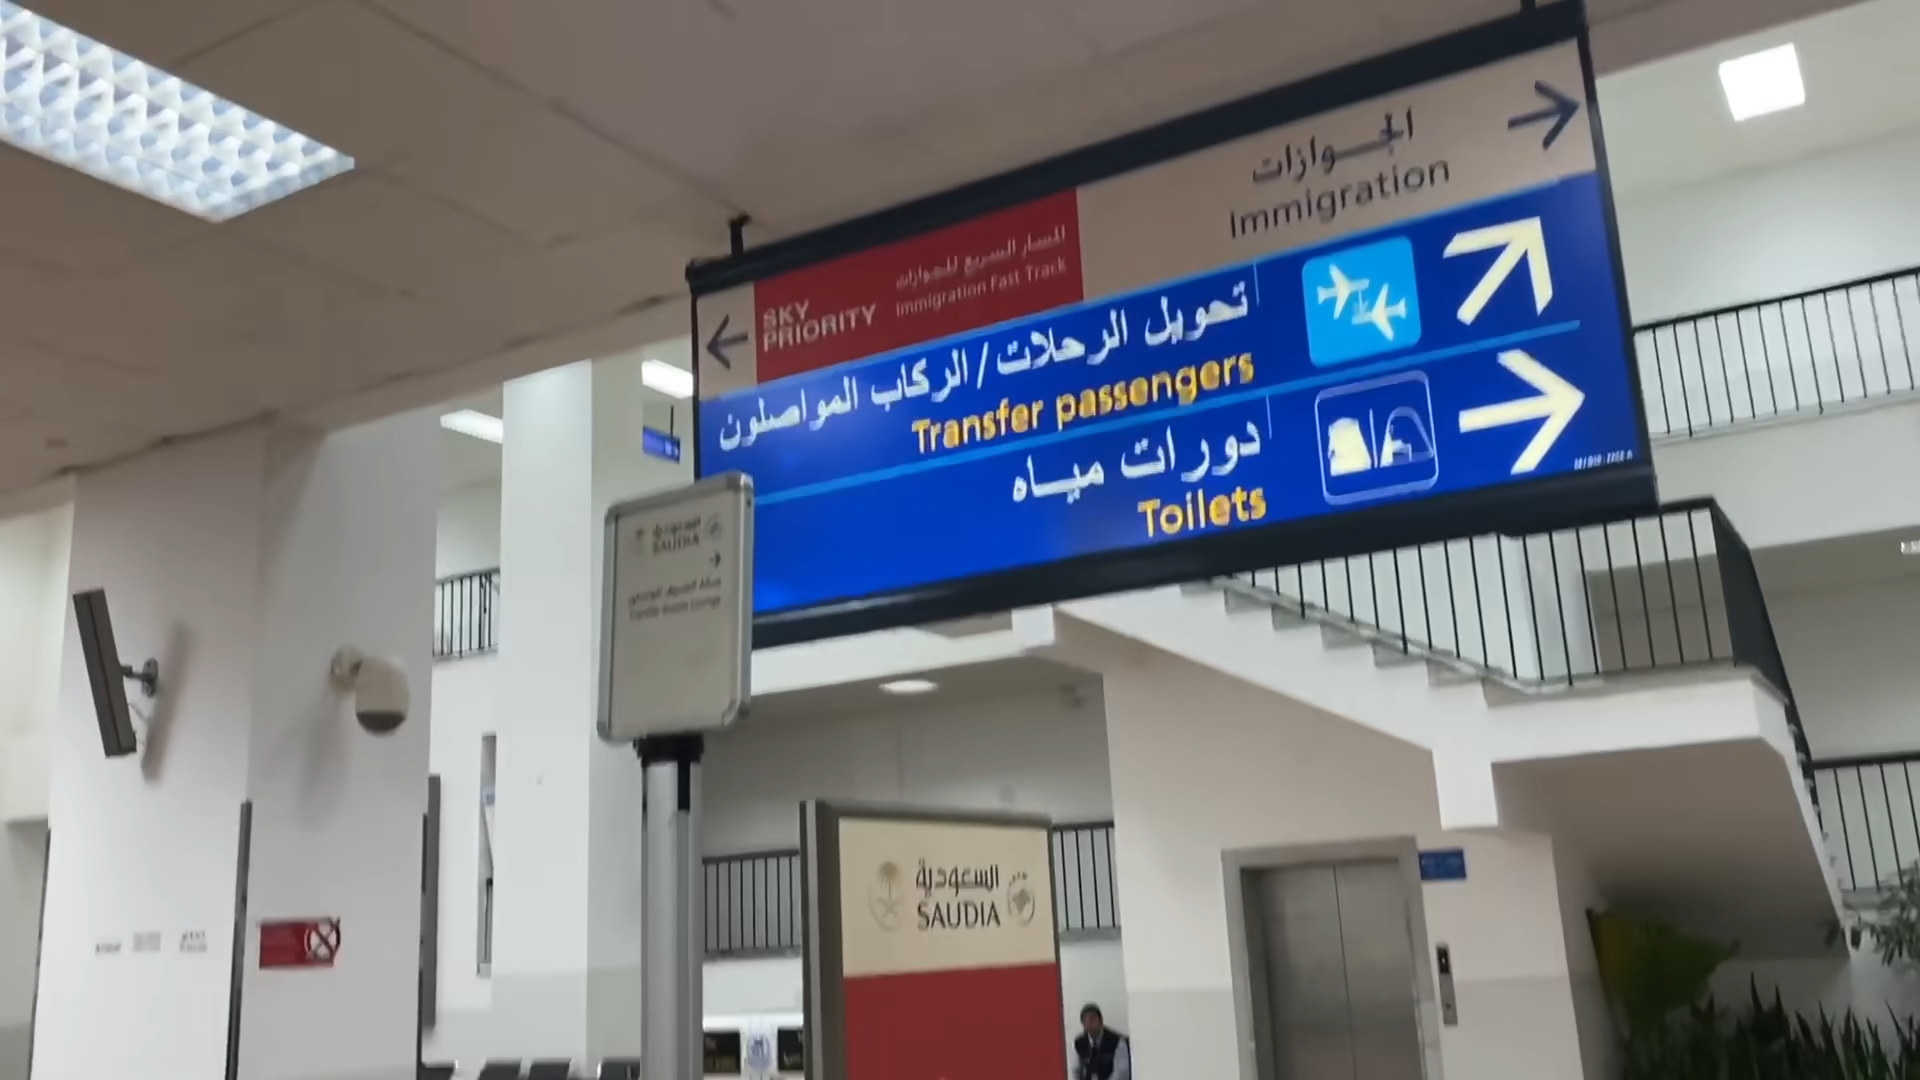 الجوازات
Immigration
SKY
PRIORITY
المسار السريع للجوازات
Immigration Fast Track
تحويل الرحلات/الركاب المواصلون
Transfer passengers
دورات مياه
Toilets
السعودية
SAUDIA
السعودية
SAUDIA